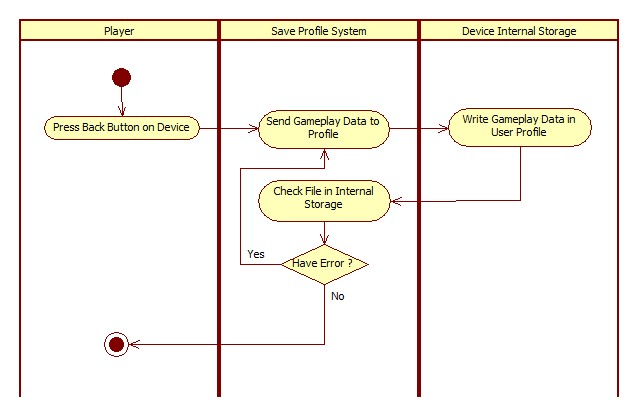 Player
Save Profile System
Device Internal Storage
Press Back Button on Device
Send Gameplay Data to
Profile
Write Gameplay Data in
User Profile
Check File in Internal
Storage
Have Error ?
Yes
No